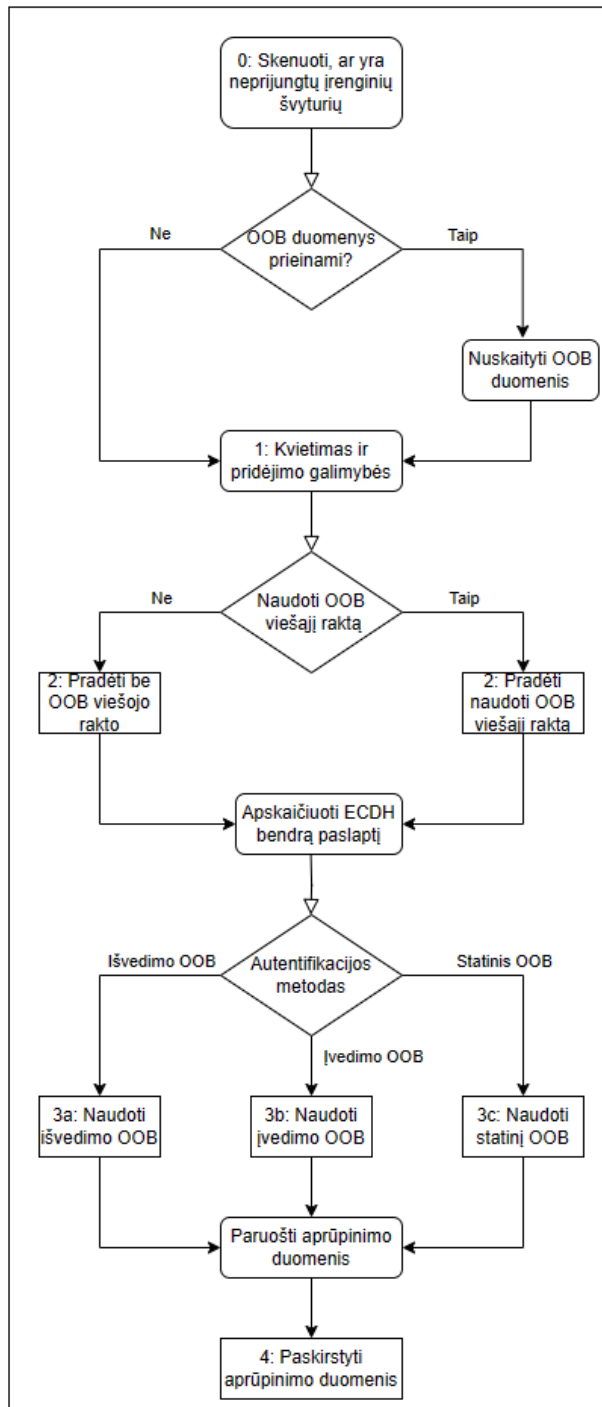 0: Skenuoti, ar yra
neprijungtų įrenginių
švyturių
OOB duomenys
prieinami?
Ne
Taip
Nuskaityti OOB
duomenis
1: Kvietimas ir
pridėjimo galimybės
Naudoti OOB
viešąjį raktą
Ne
Taip
2: Pradėti be
OOB viešojo
rakto
2: Pradėti
naudoti OOB
viešąjį raktą
Apskaičiuoti ECDH
bendrą paslaptį
Autentifikacijos
metodas
Išvedimo OOB
Statinis OOB
Įvedimo OOB
3a: Naudoti
išvedimo OOB
3b: Naudoti
įvedimo OOB
3c: Naudoti
statinį OOB
Paruošti aprūpinimo
duomenis
4: Paskirstyti
aprūpinimo duomenis